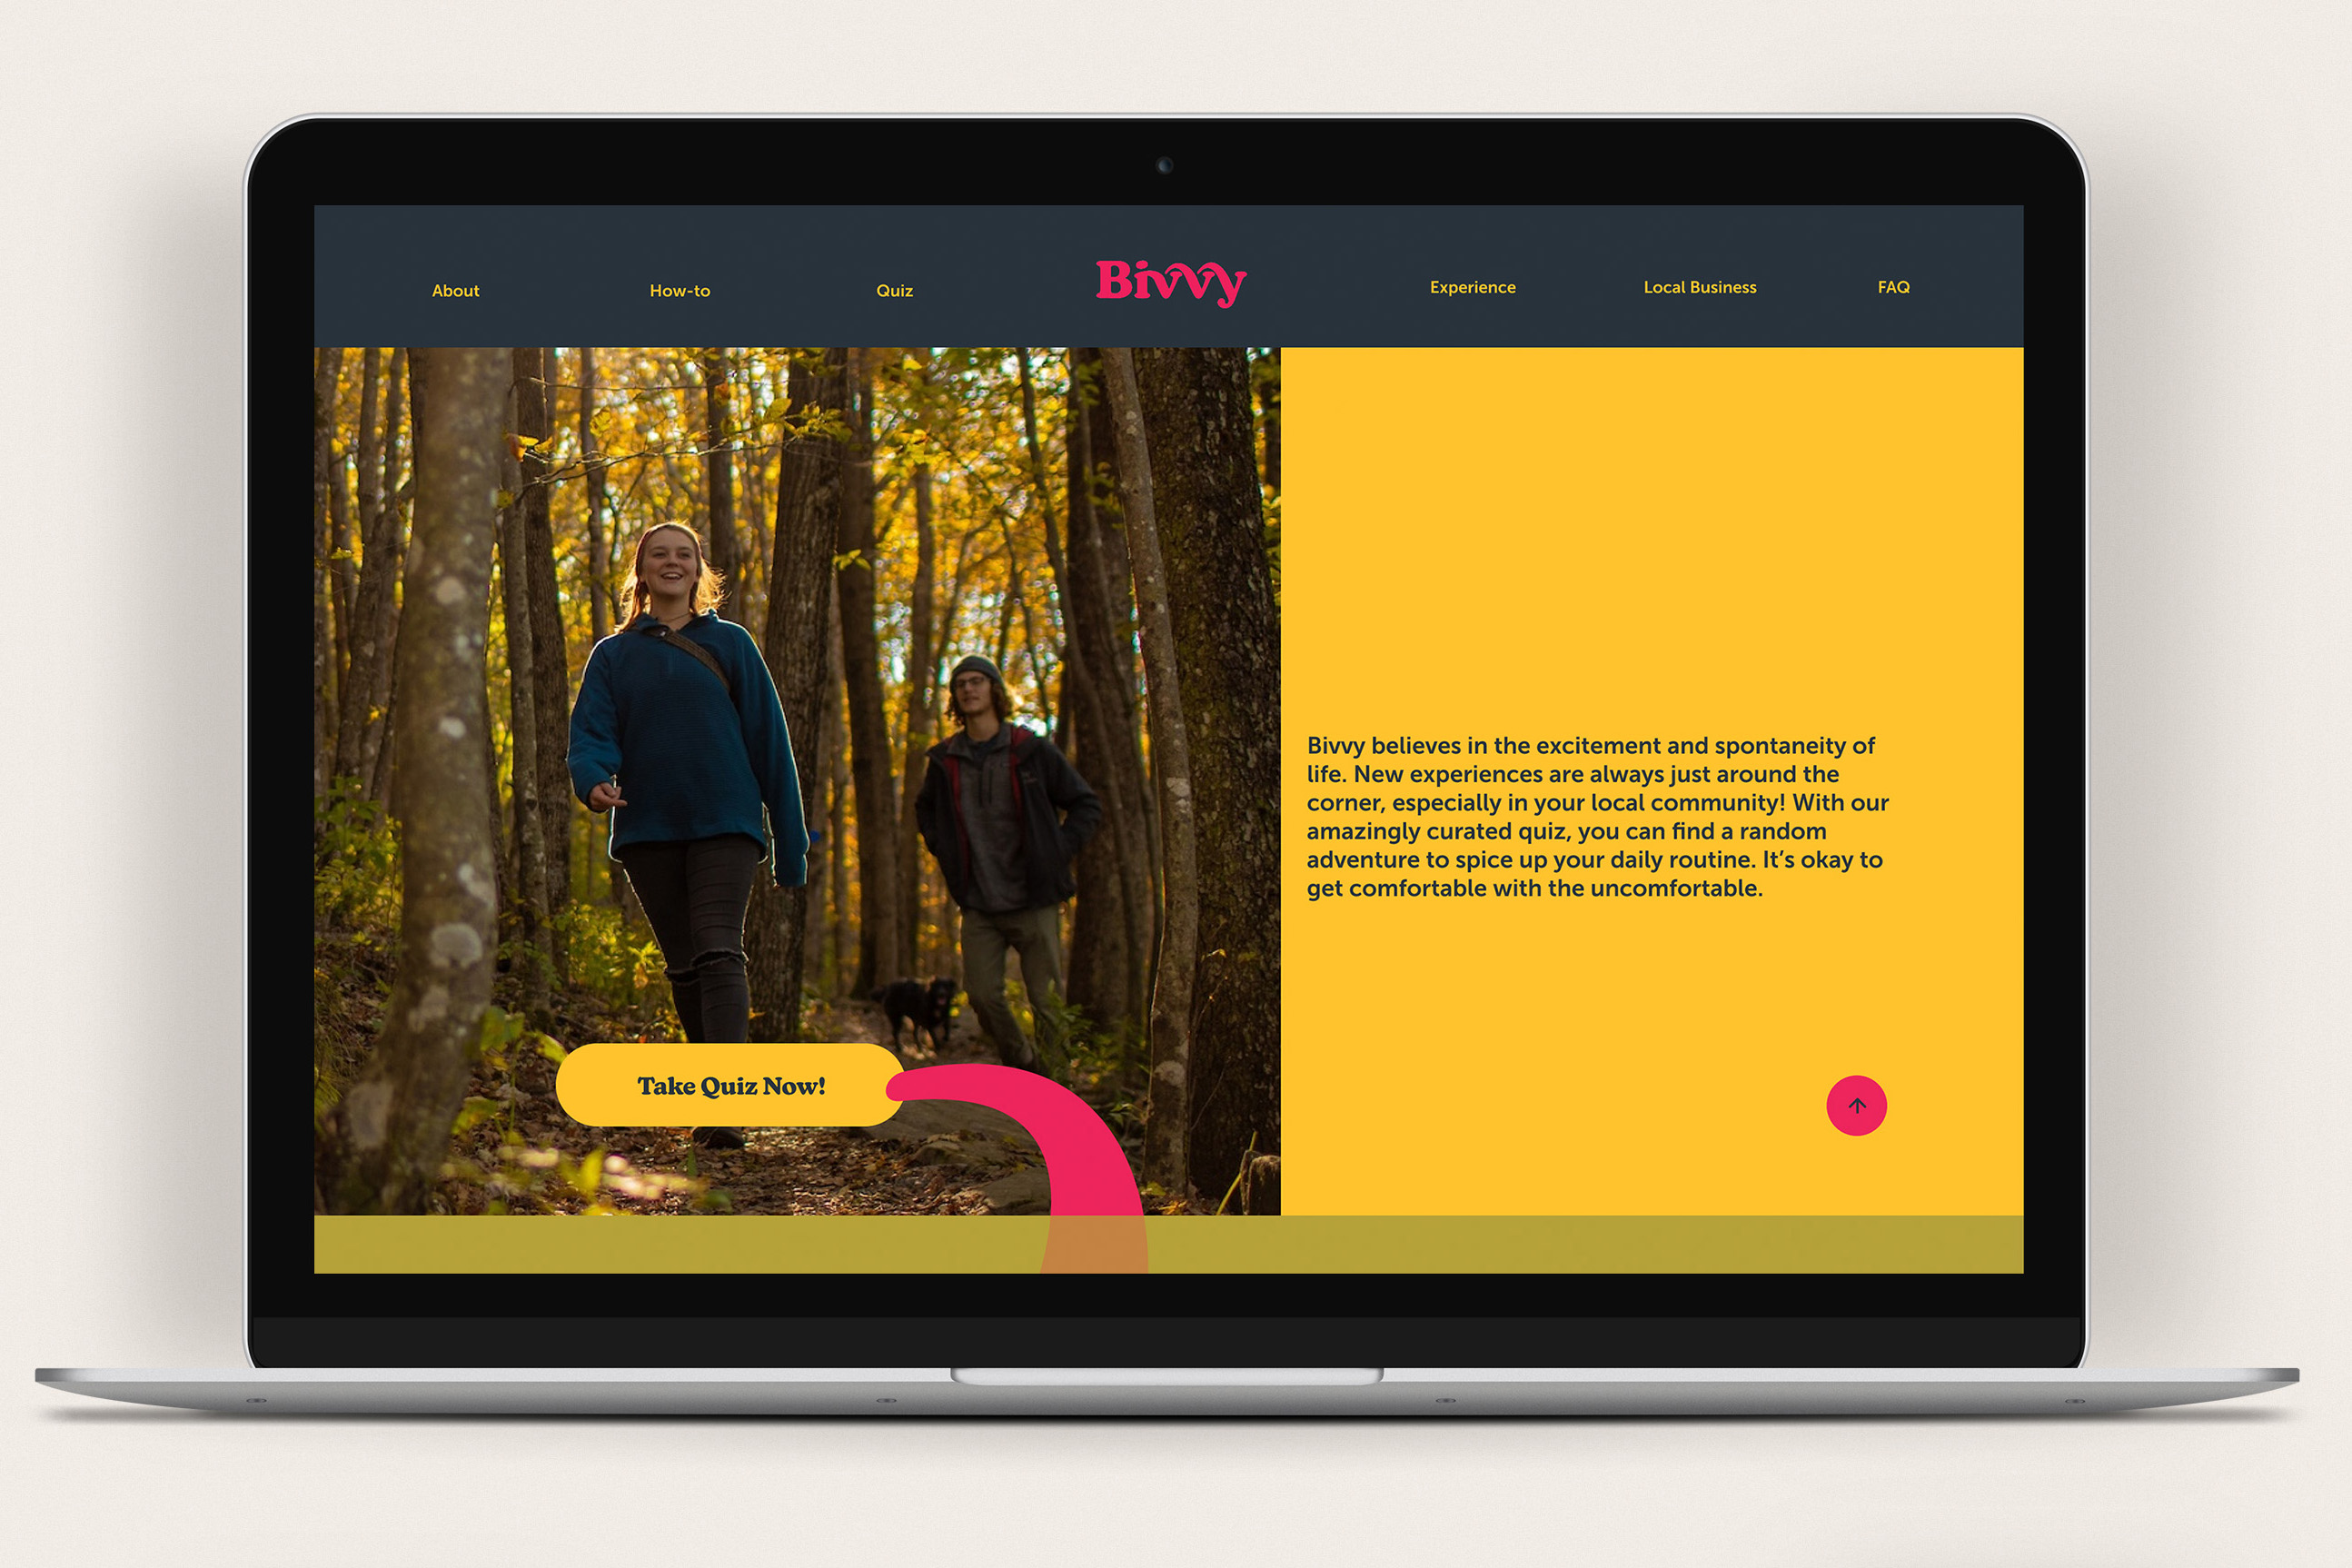 About How-to Quiz Bivvy Experience Local Business FAQ
Bivvy believes in the excitement and spontaneity of
life. New experiences are always just around the
corner, especially in your local community! With our
amazingly curated quiz, you can find a random
adventure to spice up your daily routine. It’s okay to
get comfortable with the uncomfortable.
Take Quiz Now!